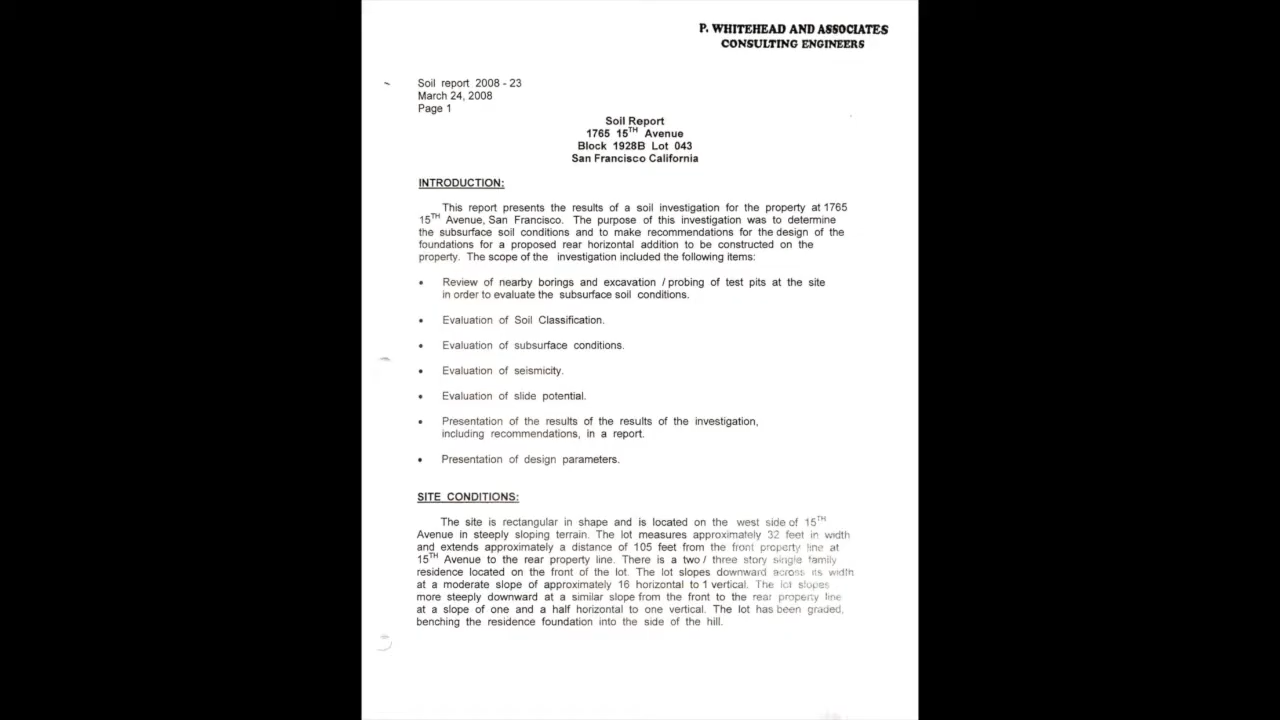 P. WHITEHEAD AND ASSOCIATES
CONSULTING ENGINEERS
Soil report 2008 - 23
March 24, 2008
Page 1
Soil Report
1765 15TH Avenue
Block 1928B Lot 043
San Francisco California
INTRODUCTION:
This report presents the results of a soil investigation for the property at 1765
15TH Avenue, San Francisco. The purpose of this investigation was to determine
the subsurface soil conditions and to make recommendations for the design of the
foundations for a proposed rear horizontal addition to be constructed on the
property. The scope of the investigation included the following items:
• Review of nearby borings and excavation / probing of test pits at the site
in order to evaluate the subsurface soil conditions.
• Evaluation of Soil Classification.
• Evaluation of subsurface conditions.
• Evaluation of seismicity.
• Evaluation of slide potential.
• Presentation of the results of the results of the investigation,
including recommendations, in a report.
• Presentation of design parameters.
SITE CONDITIONS:
The site is rectangular in shape and is located on the west side of 15TH
Avenue in steeply sloping terrain. The lot measures approximately 32 feet in width
and extends approximately a distance of 105 feet from the front property line at
15TH Avenue to the rear property line. There is a two / three story single family
residence located on the front of the lot. The lot slopes downward across its width
at a moderate slope of approximately 16 horizontal to 1 vertical. The lot slopes
more steeply downward at a similar slope from the front to the rear property line
at a slope of one and a half horizontal to one vertical. The lot has been graded,
benching the residence foundation into the side of the hill.